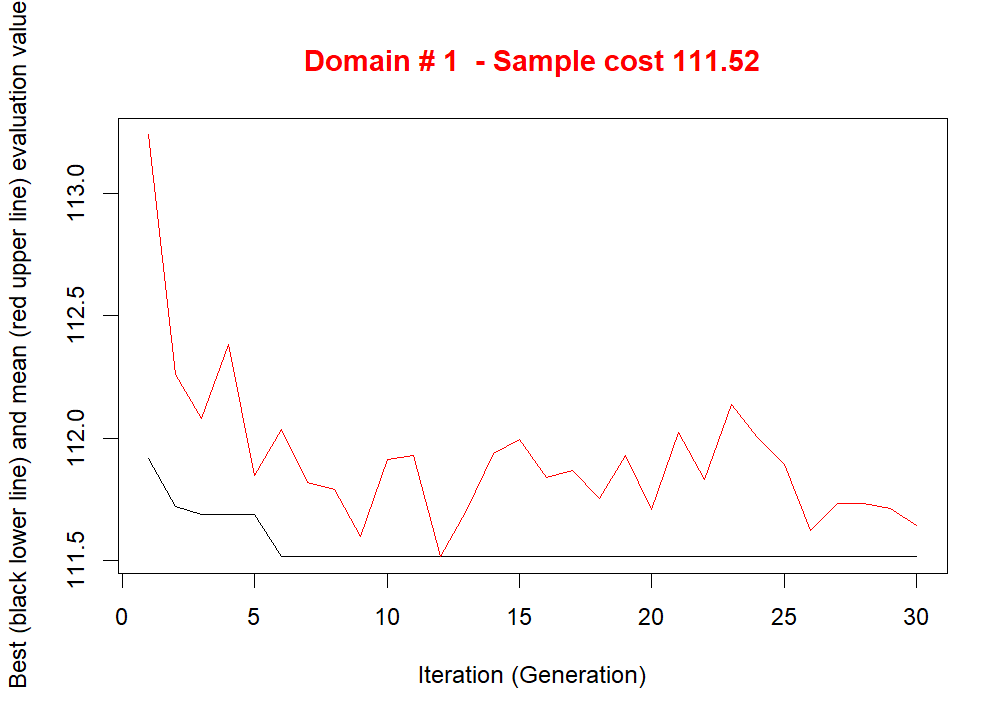 Domain # 1  - Sample cost 111.52
Best (black lower line) and mean (red upper line) evaluation value
113.0
112.5
112.0
111.5
0 5 10 15 20 25 30
Iteration (Generation)